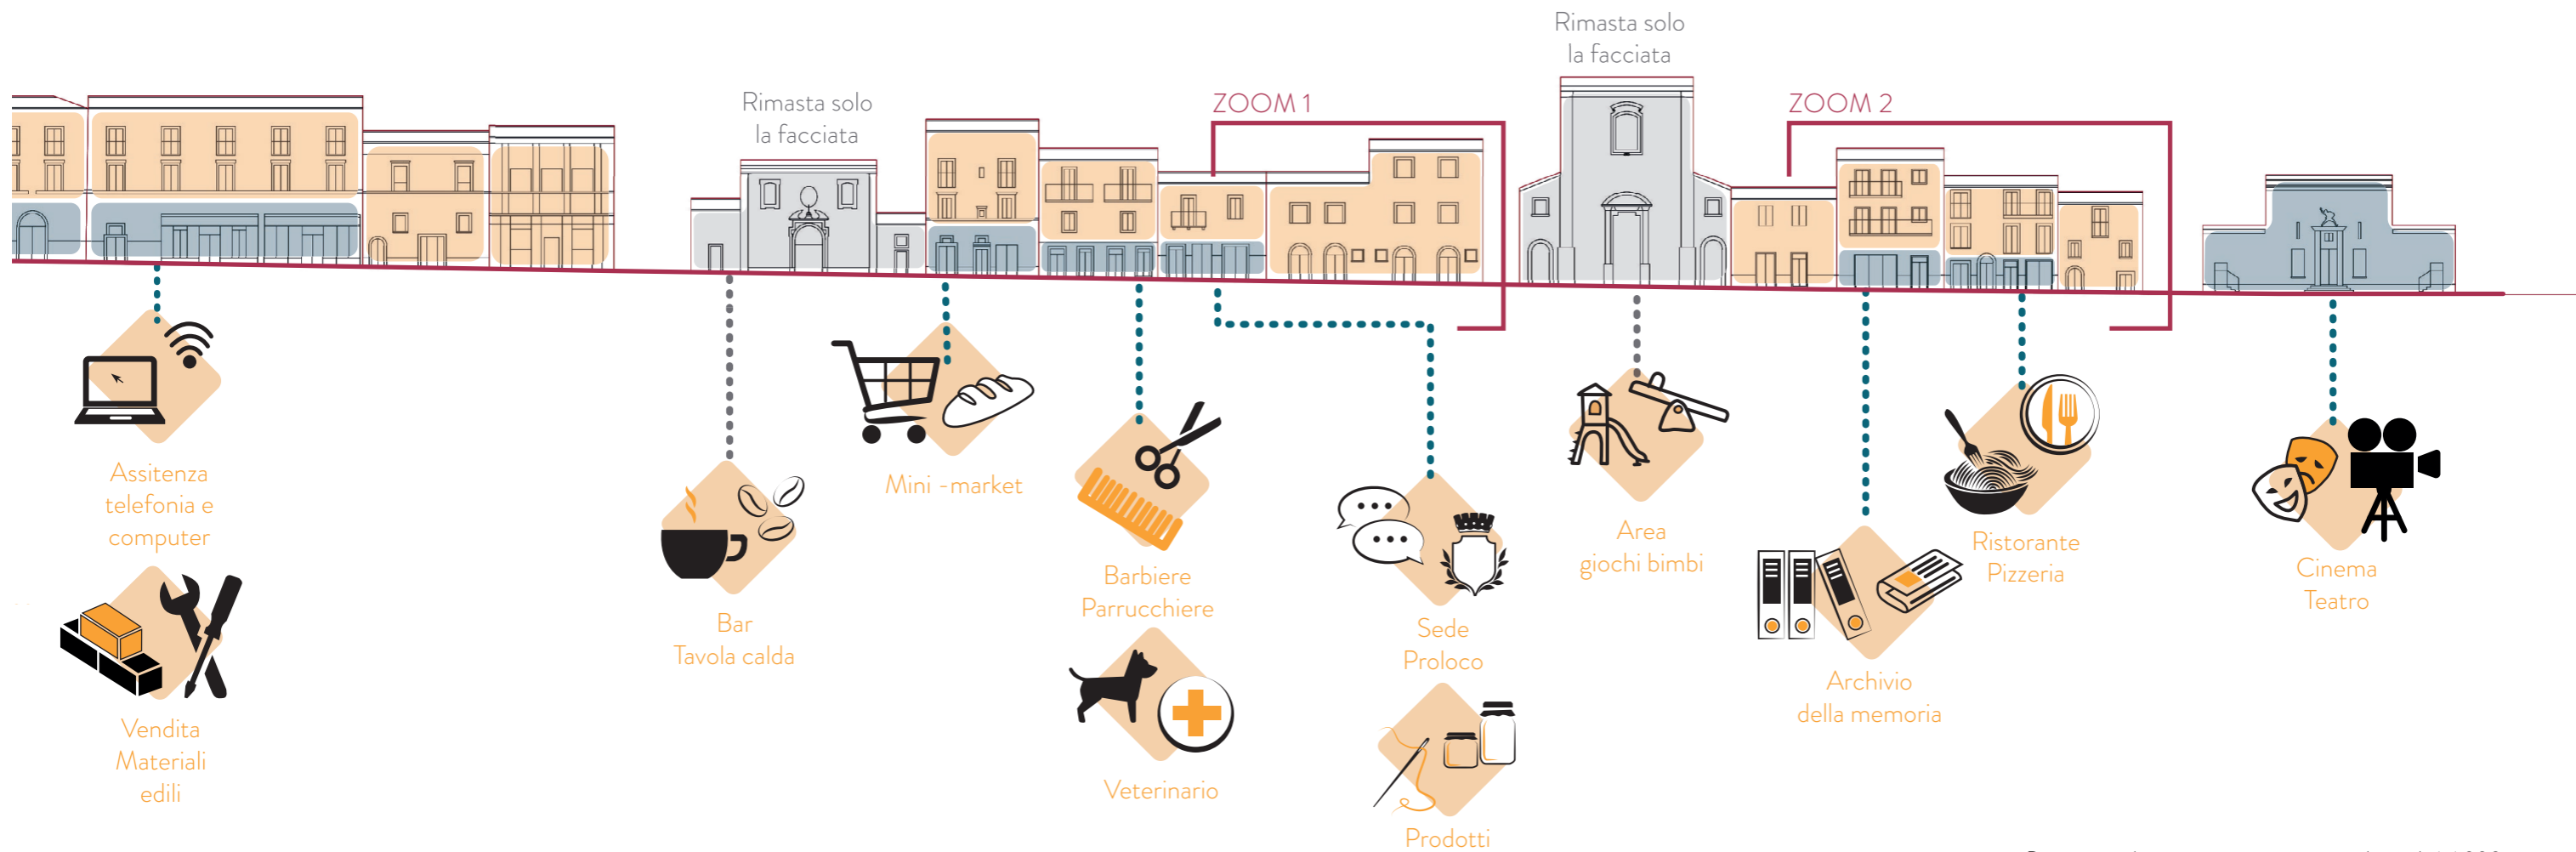 Rimasta solo
la facciata
Rimasta solo
la facciata
ZOOM 1
ZOOM 2
Assitenza
telefonia e
computer
Vendita
Materiali
edili
Bar
Tavola calda
Mini -market
Barbiere
Parrucchiere
Veterinario
Sede
Proloco
Prodotti
Area
giochi bimbi
Archivio
della memoria
Ristorante
Pizzeria
Cinema
Teatro